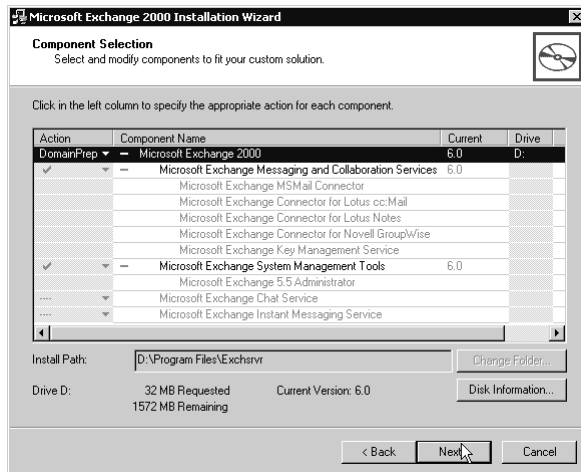 Microsoft Exchange 2000 Installation Wizard
Component Selection
Select and modify components to fit your custom solution.
Click in the left column to specify the appropriate action for each component.
Action Component Name Current Drive
DomainPrep Microsoft Exchange 2000 6.0 D:
Microsoft Exchange Messaging and Collaboration Services 6.0
Microsoft Exchange MSMail Connector
Microsoft Exchange Connector for Lotus cc:Mail
Microsoft Exchange Connector for Lotus Notes
Microsoft Exchange Connector for Novell GroupWise
Microsoft Exchange Key Management Service
Microsoft Exchange System Management Tools 6.0
Microsoft Exchange 5.5 Administrator
Microsoft Exchange Chat Service
Microsoft Exchange Instant Messaging Service
Install Path: D:\Program Files\Exchsrvr Change Folder...
Drive D: 32 MB Requested Current Version: 6.0 Disk Information...
1572 MB Remaining
< Back Next > Cancel